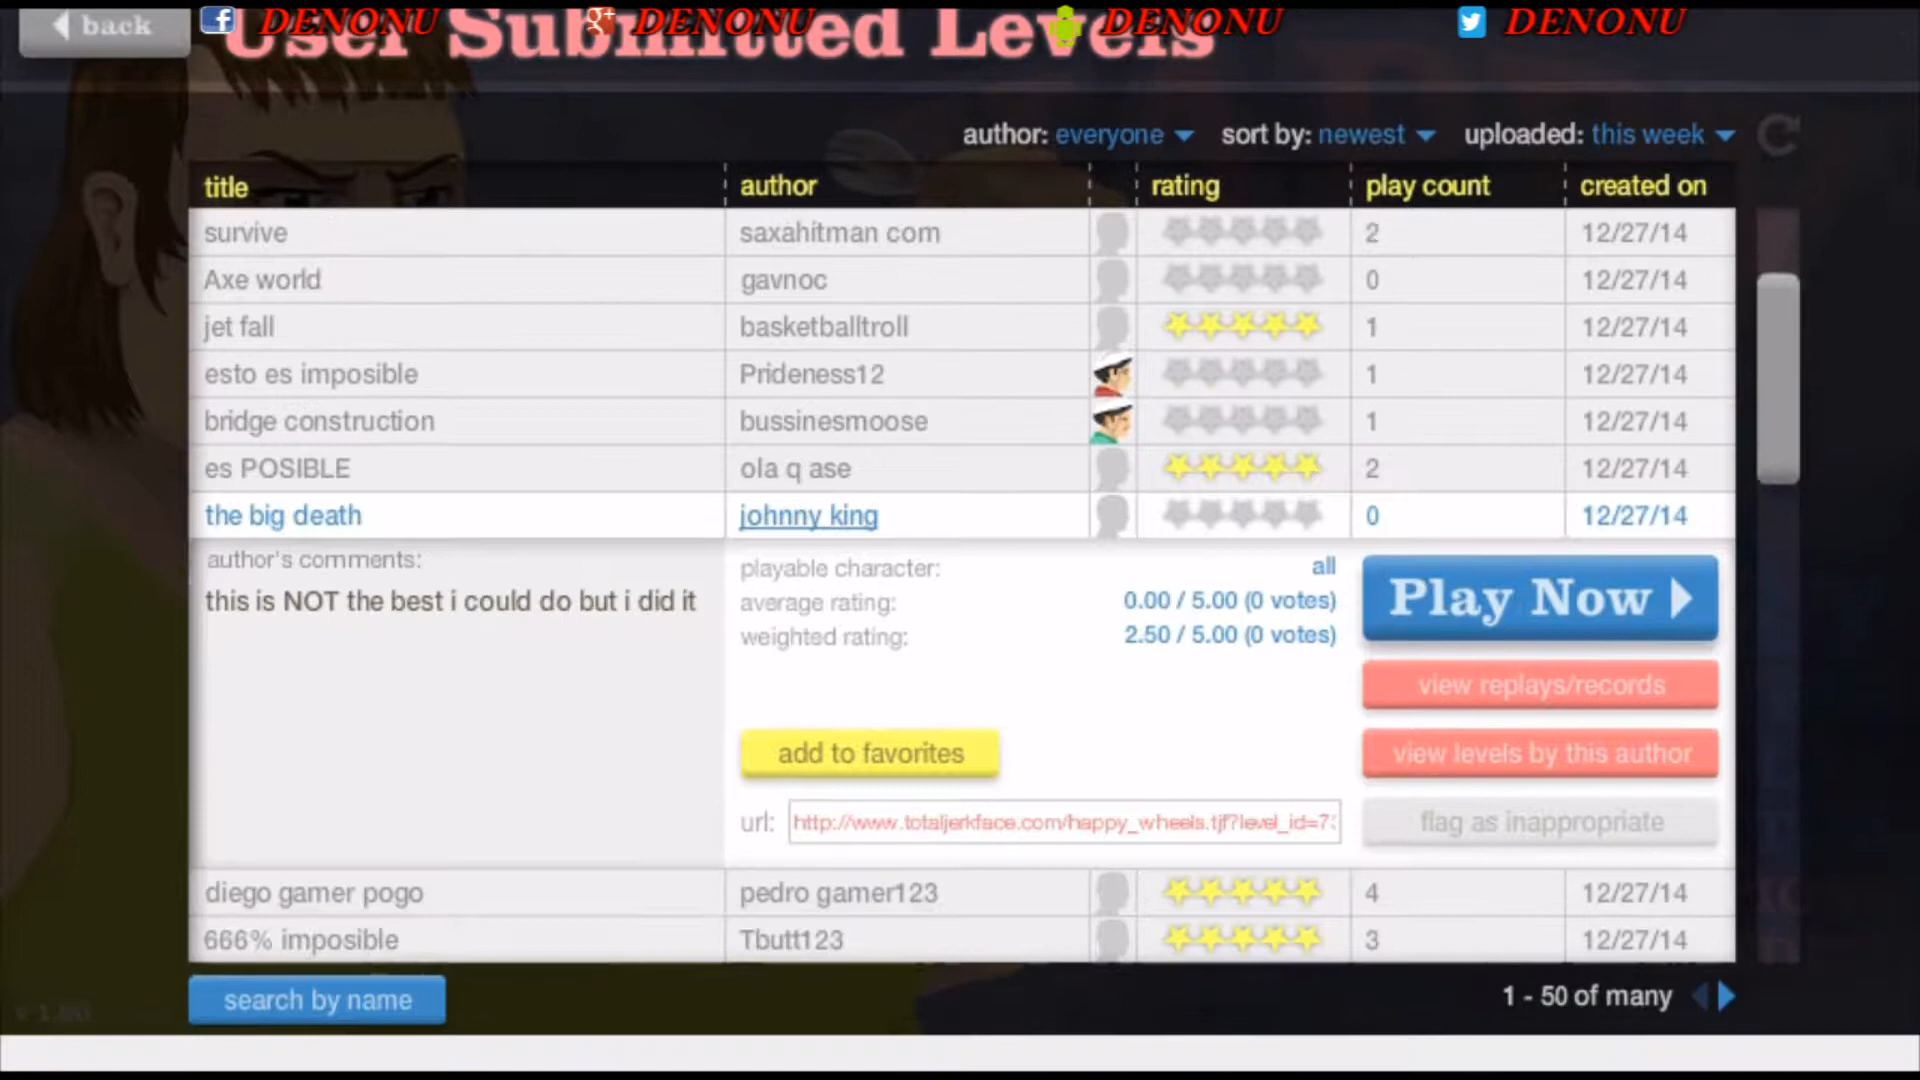 back
DENONU DENONU DENONU DENONU
User Submitted Levels
author: everyone sort by: newest uploaded: this week
title author rating play count created on
survive saxahitman com 2 12/27/14
Axe world gavnoc 0 12/27/14
jet fall basketballtroll 1 12/27/14
esto es imposible Prideness12 1 12/27/14
bridge construction bussinesmoose 1 12/27/14
es POSIBLE ola q ase 2 12/27/14
the big death johnny king 0 12/27/14
author's comments:
this is NOT the best i could do but i did it
playable character: all
average rating: 0.00 / 5.00 (0 votes)
weighted rating: 2.50 / 5.00 (0 votes)
Play Now
view replays/records
add to favorites
view levels by this author
url: http://www.totaljerkface.com/happy_wheels.tjf?level_id=7
flag as inappropriate
diego gamer pogo pedro gamer123 4 12/27/14
666% imposible Tbutt123 3 12/27/14
search by name
1 - 50 of many